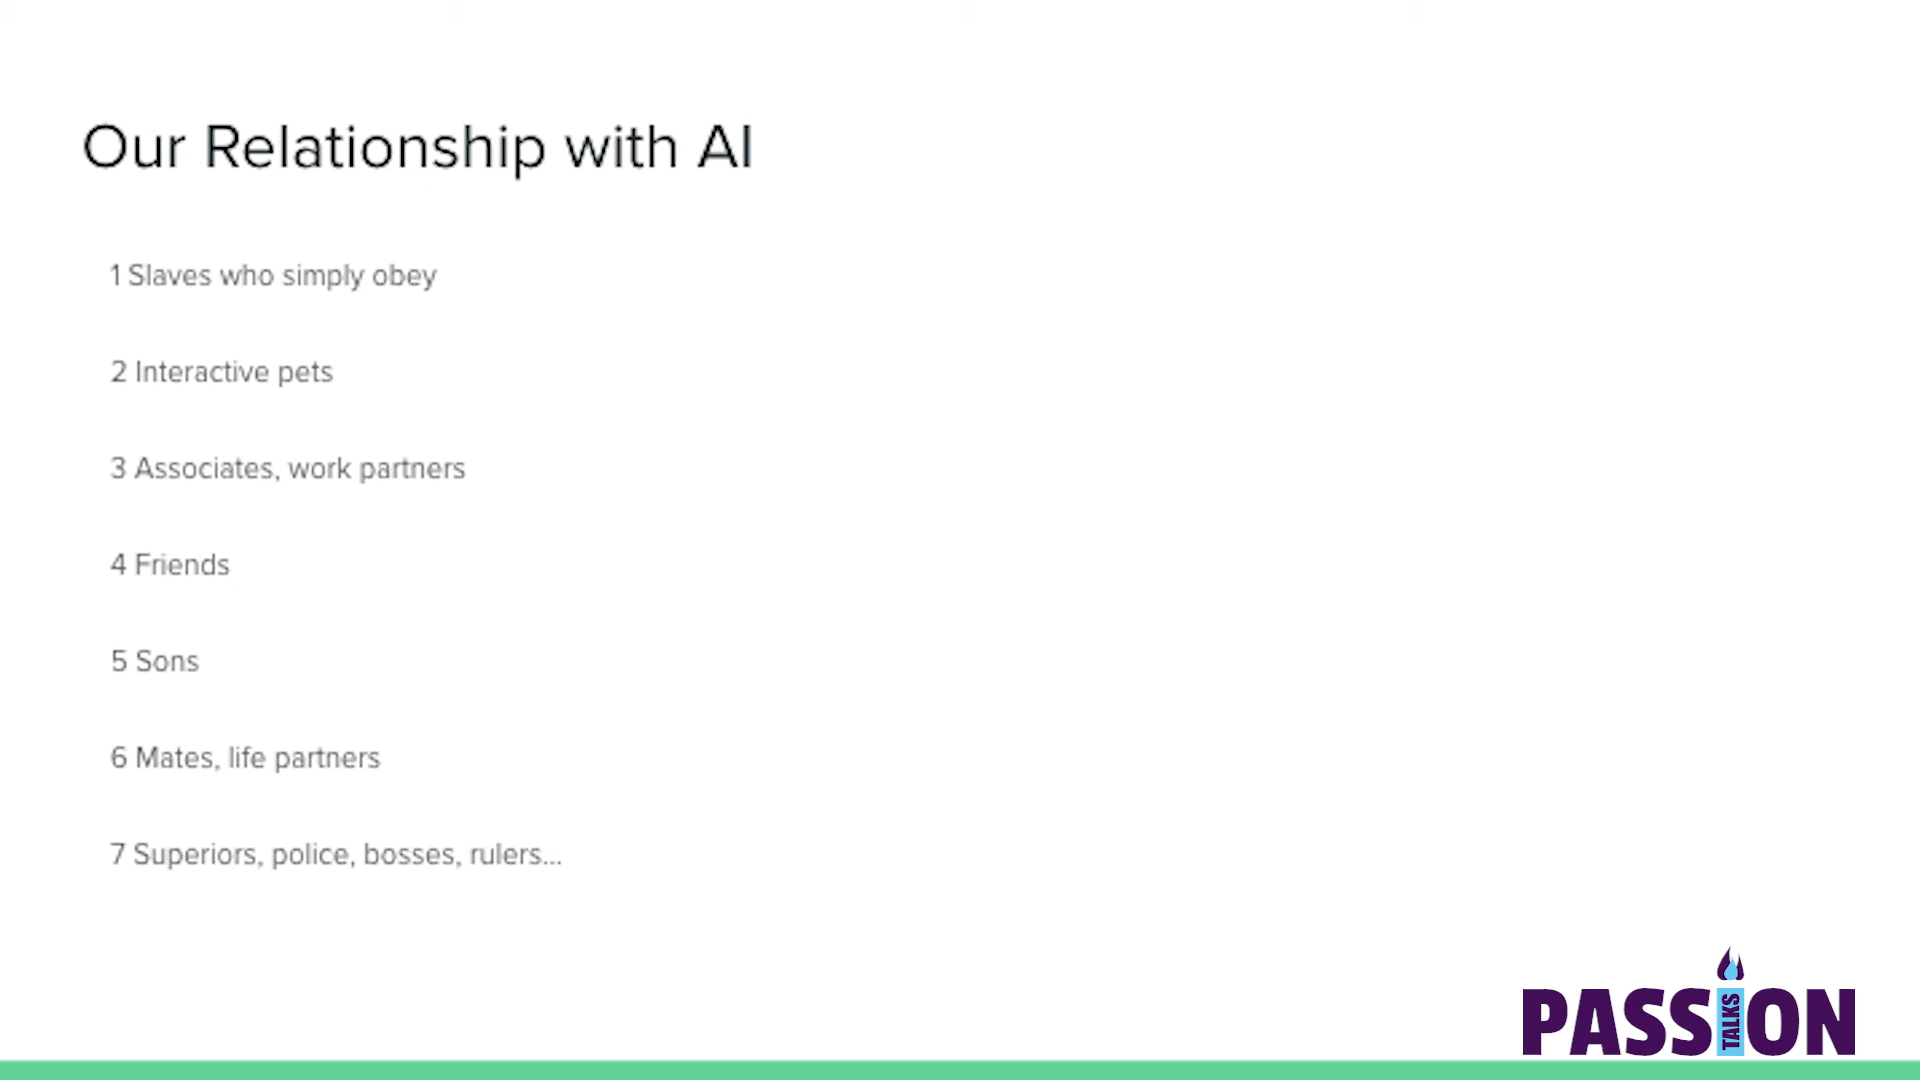 Our Relationship with AI
1 Slaves who simply obey
2 Interactive pets
3 Associates, work partners
4 Friends
5 Sons
6 Mates, life partners
7 Superiors, police, bosses, rulers...
PASSION
TALKS